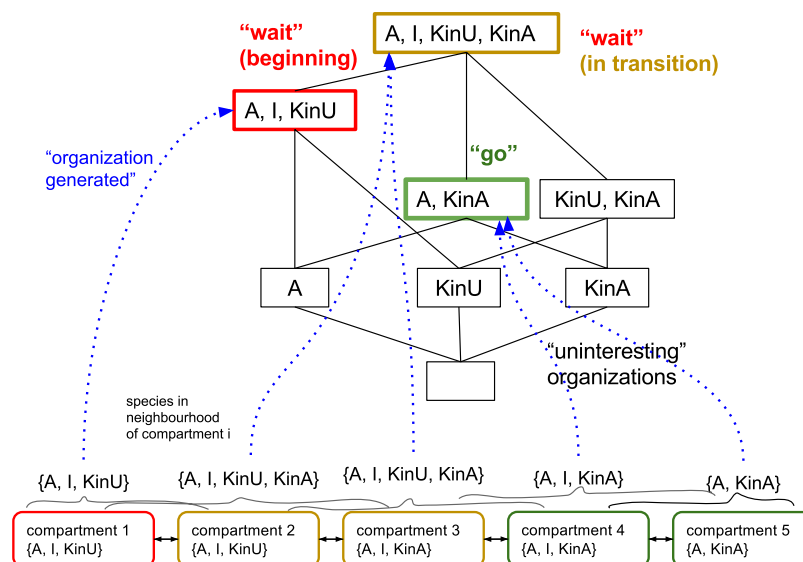 “wait”
(beginning)
A, I, KinU, KinA
“wait”
(in transition)
A, I, KinU
“organization
generated”
“go”
A, KinA
KinU, KinA
A
KinU
KinA
“uninteresting”
organizations
species in
neighbourhood
of compartment i
{A, I, KinU}
{A, I, KinU, KinA}
{A, I, KinU, KinA}
{A, I, KinA}
{A, KinA}
compartment 1
{A, I, KinU}
compartment 2
{A, I, KinU}
compartment 3
{A, I, KinA}
compartment 4
{A, I, KinA}
compartment 5
{A, KinA}